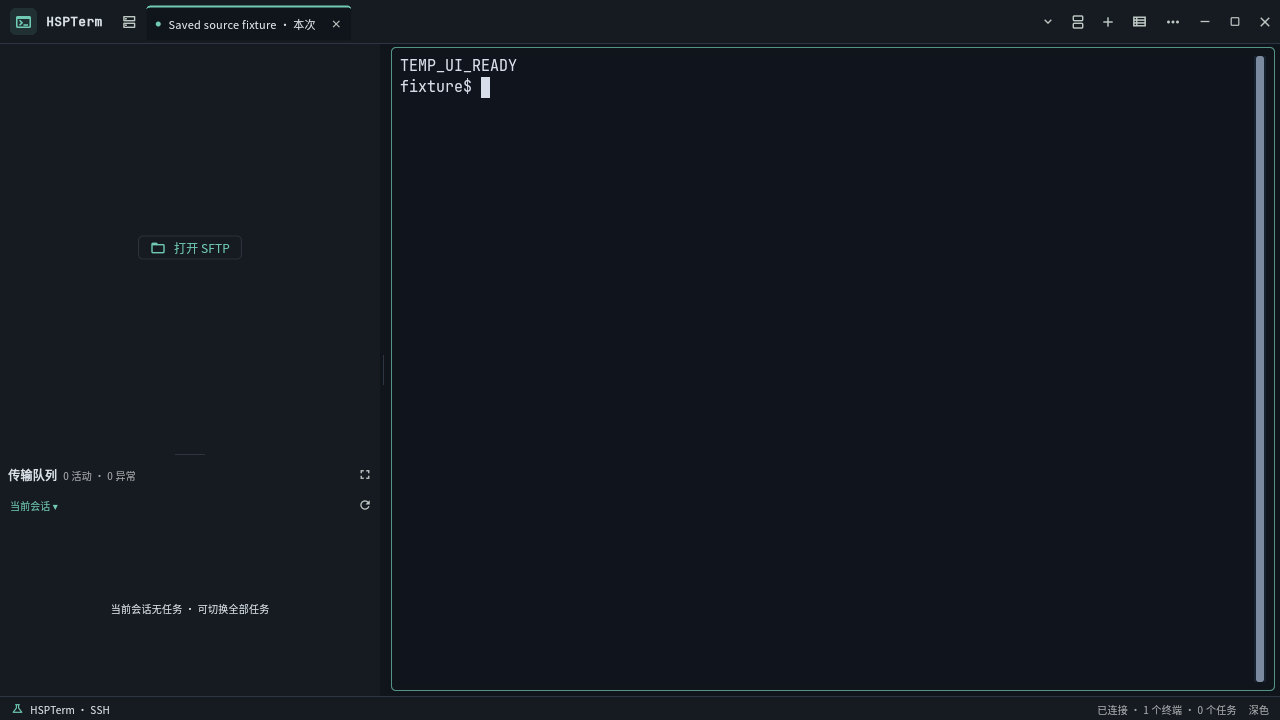 HSPTerm
Saved source fixture · 本次
TEMP_UI_READY
fixture$
打开 SFTP
传输队列 0 活动 · 0 异常
当前会话 ▾
当前会话无任务 · 可切换全部任务
HSPTerm · SSH
已连接 · 1 个终端 · 0 个任务 深色